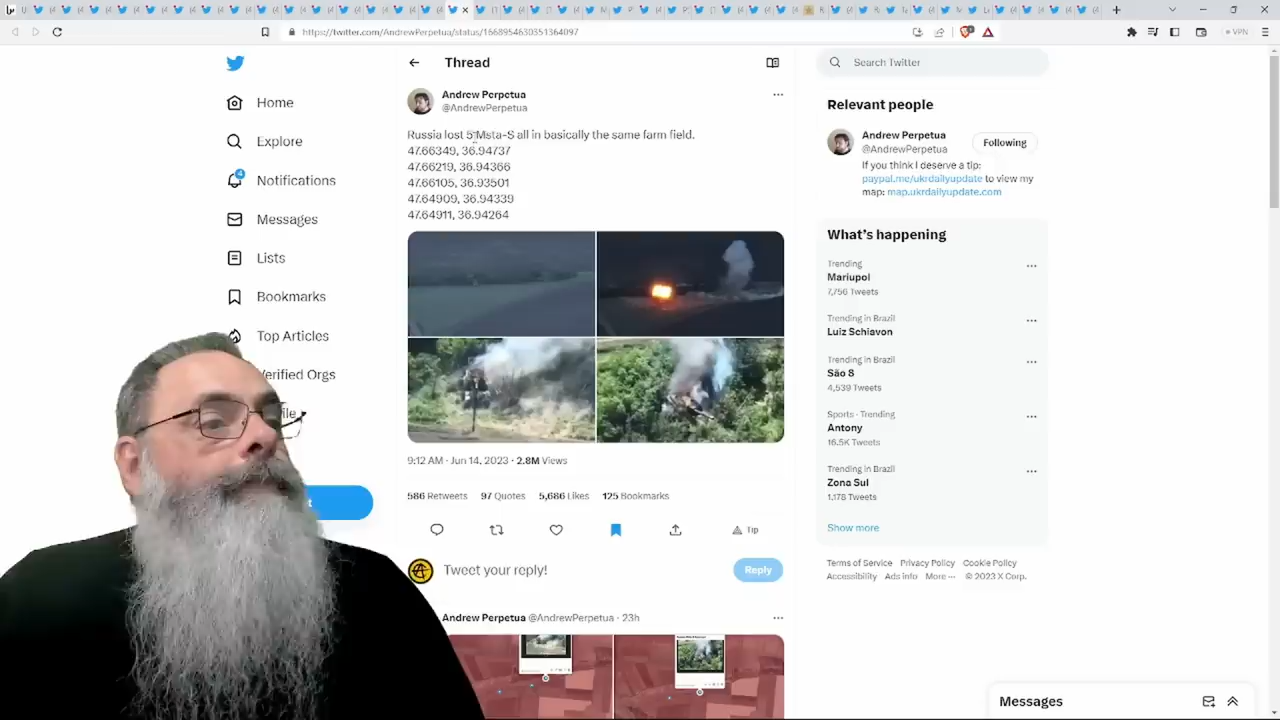 https://twitter.com/AndrewPerpetua/status/1668954630351364097
VPN
Home
Explore
4
Notifications
Messages
Lists
Bookmarks
Top Articles
Verified Orgs
Thread
Andrew Perpetua
@AndrewPerpetua
Russia lost 5 Msta-S all in basically the same farm field.
47.66349, 36.94737
47.66219, 36.94366
47.66105, 36.93501
47.64909, 36.94339
47.64911, 36.94264
9:12 AM · Jun 14, 2023 · 2.8M Views
586 Retweets 97 Quotes 5,686 Likes 125 Bookmarks
Tip
Tweet your reply!
Reply
Andrew Perpetua @AndrewPerpetua · 23h
Search Twitter
Relevant people
Andrew Perpetua
@AndrewPerpetua
Following
If you think I deserve a tip:
paypal.me/ukrdailyupdate to view my
map: map.ukrdailyupdate.com
What's happening
Trending
Mariupol
7,756 Tweets
Trending in Brazil
Luiz Schiavon
Trending in Brazil
São 8
4,539 Tweets
Sports · Trending
Antony
16.5K Tweets
Trending in Brazil
Zona Sul
1,178 Tweets
Show more
Terms of Service Privacy Policy Cookie Policy
Accessibility Ads info More ··· © 2023 X Corp.
Messages